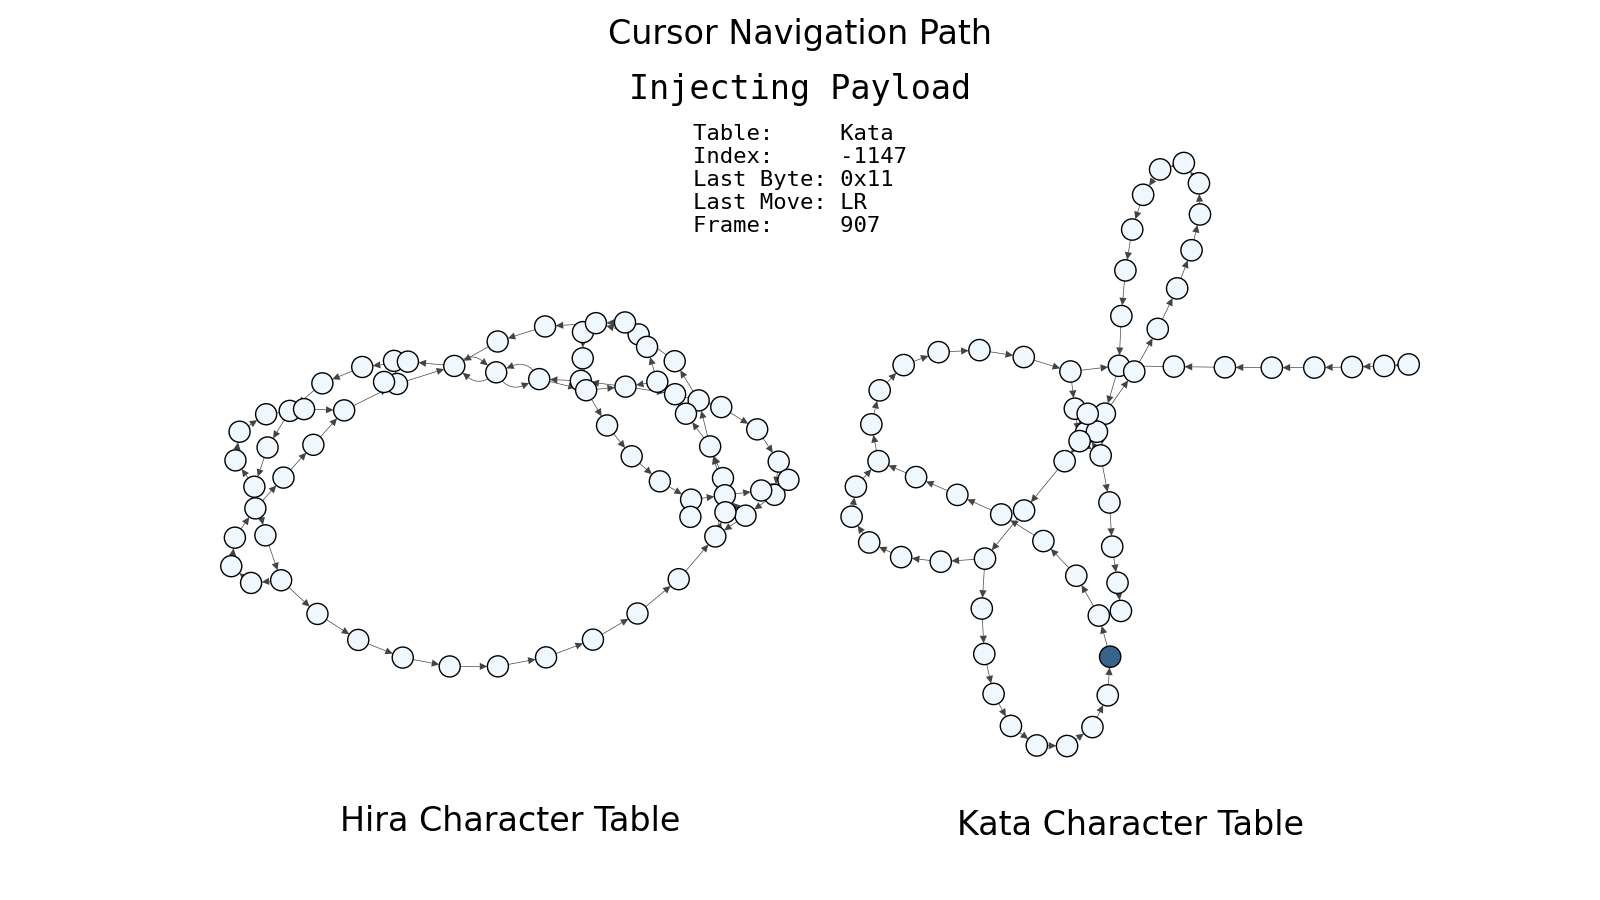 Cursor Navigation Path
Injecting Payload
Table: Kata
Index: -1147
Last Byte: 0x11
Last Move: LR
Frame: 907
Hira Character Table
Kata Character Table